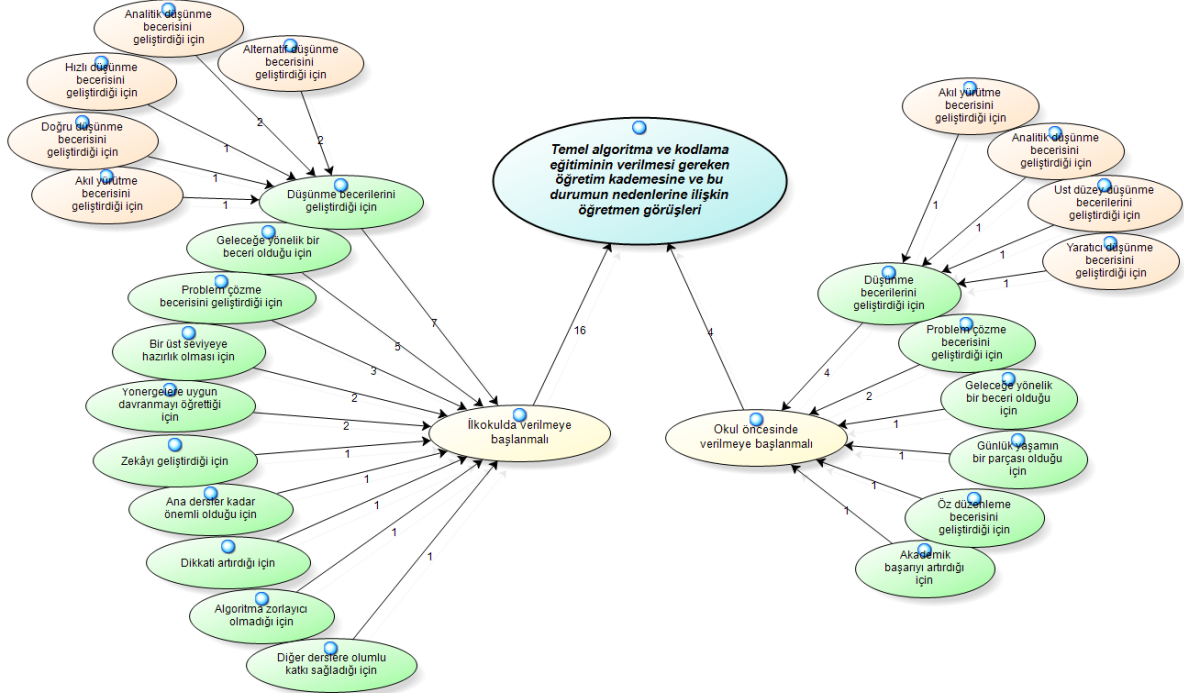 Analitik düşünme
becerisini
geliştirdiği için
Alternatif düşünme
becerisini
geliştirdiği için
Hızlı düşünme
becerisini
geliştirdiği için
Doğru düşünme
becerisini
geliştirdiği için
Akıl yürütme
becerisini
geliştirdiği için
2
2
1
1
1
Düşünme becerilerini
geliştirdiği için
Geleceğe yönelik bir
beceri olduğu için
Problem çözme
becerisini geliştirdiği için
Bir üst seviyeye
hazırlık olması için
Yönergelere uygun
davranmayı öğrettiği
için
Zekâyı geliştirdiği için
Ana dersler kadar
önemli olduğu için
Dikkati artırdığı için
Algoritma zorlayıcı
olmadığı için
Diğer derslere olumlu
katkı sağladığı için
7
5
3
2
2
1
1
1
1
1
İlkokulda verilmeye
başlanmalı
16
Temel algoritma ve kodlama
eğitiminin verilmesi gereken
öğretim kademesine ve bu
durumun nedenlerine ilişkin
öğretmen görüşleri
4
Okul öncesinde
verilmeye başlanmalı
Akıl yürütme
becerisini
geliştirdiği için
Analitik düşünme
becerisini
geliştirdiği için
Üst düzey düşünme
becerilerini
geliştirdiği için
Yaratıcı düşünme
becerisini
geliştirdiği için
1
1
1
1
Düşünme
becerilerini
geliştirdiği için
Problem çözme
becerisini
geliştirdiği için
Geleceğe yönelik
bir beceri olduğu
için
Günlük yaşamın
bir parçası olduğu
için
Öz düzenleme
becerisini
geliştirdiği için
Akademik
başarıyı artırdığı
için
4
2
1
1
1
1